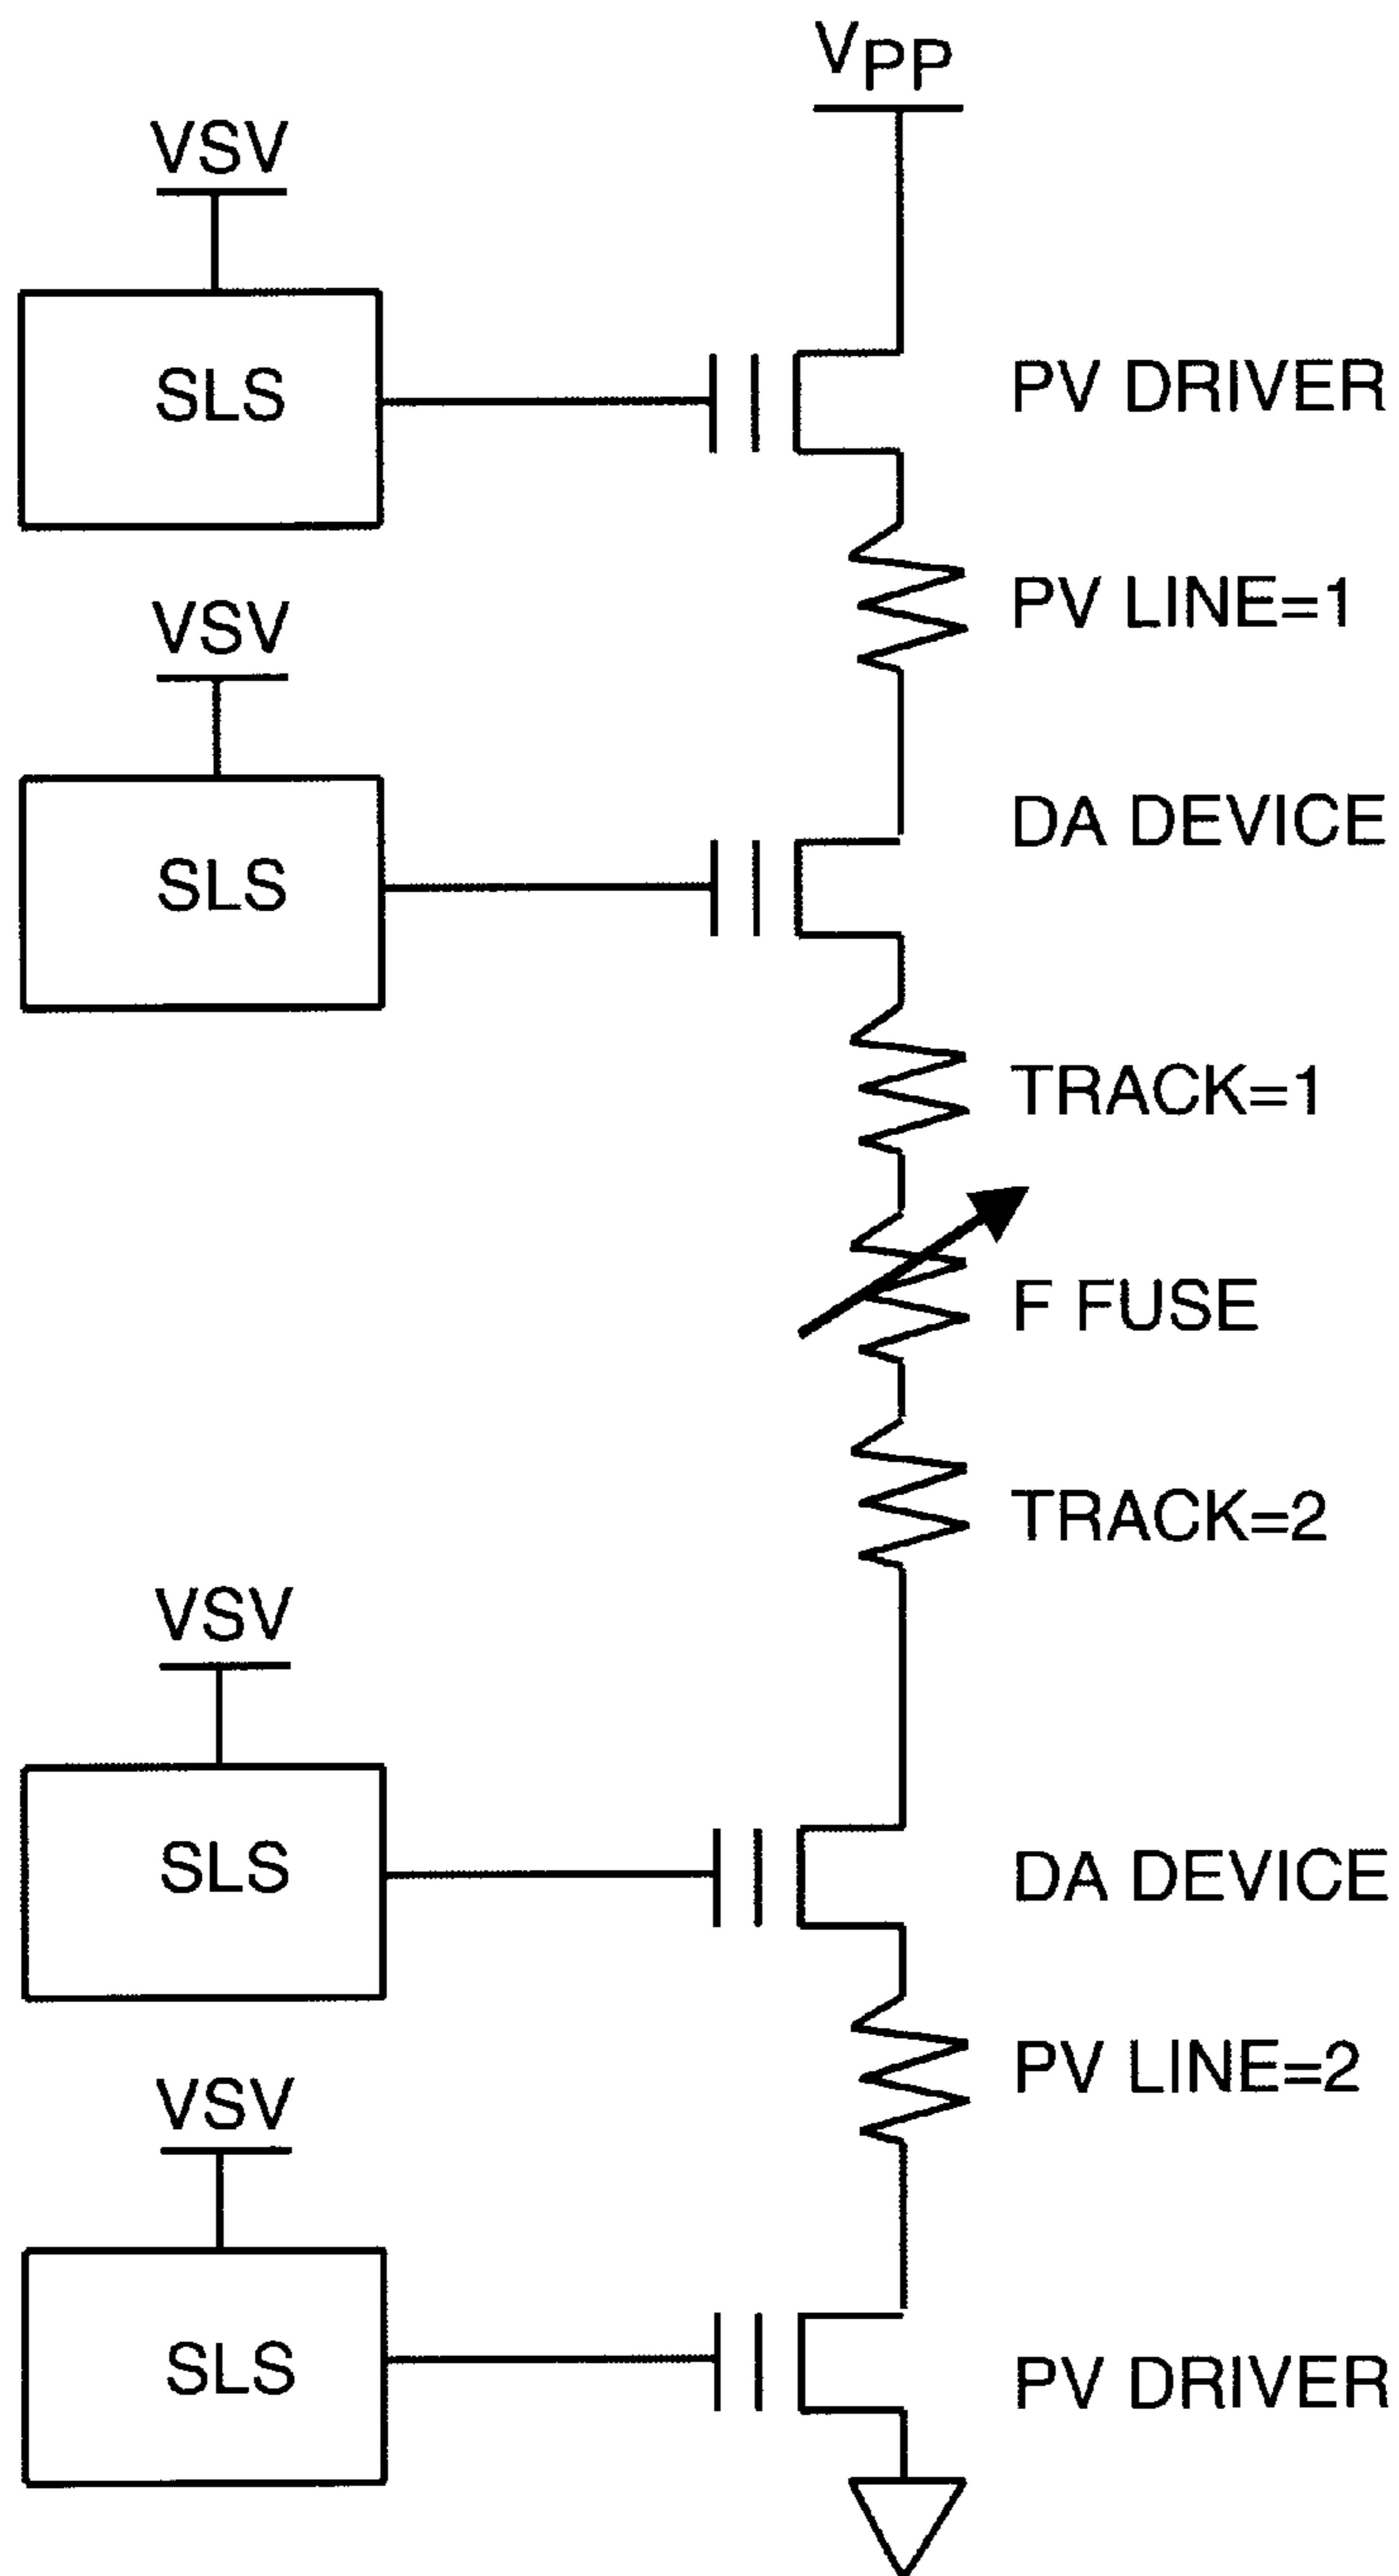 VPP
VSV
SLS
PV DRIVER
PV LINE=1
VSV
SLS
DA DEVICE
TRACK=1
F FUSE
TRACK=2
VSV
SLS
DA DEVICE
PV LINE=2
VSV
SLS
PV DRIVER